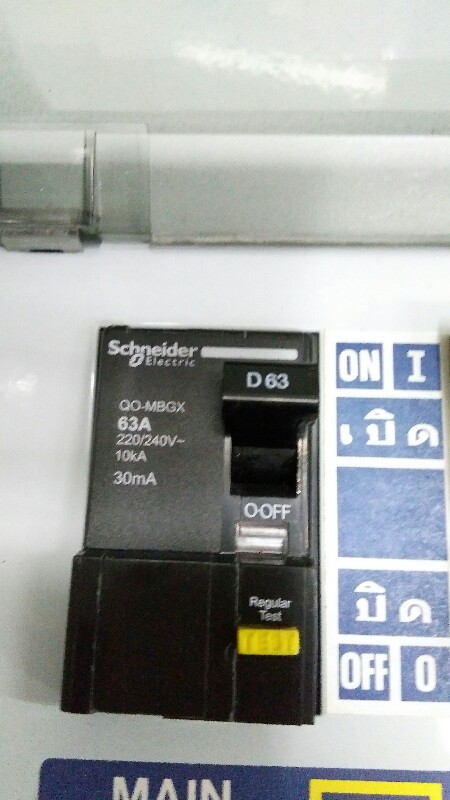 Schneider
Electric
D 63
QO-MBGX
63A
220/240V~
10kA
30mA
O·OFF
Regular
Test
TEST
ON I
เปิด
ปิด
OFF O
MAIN